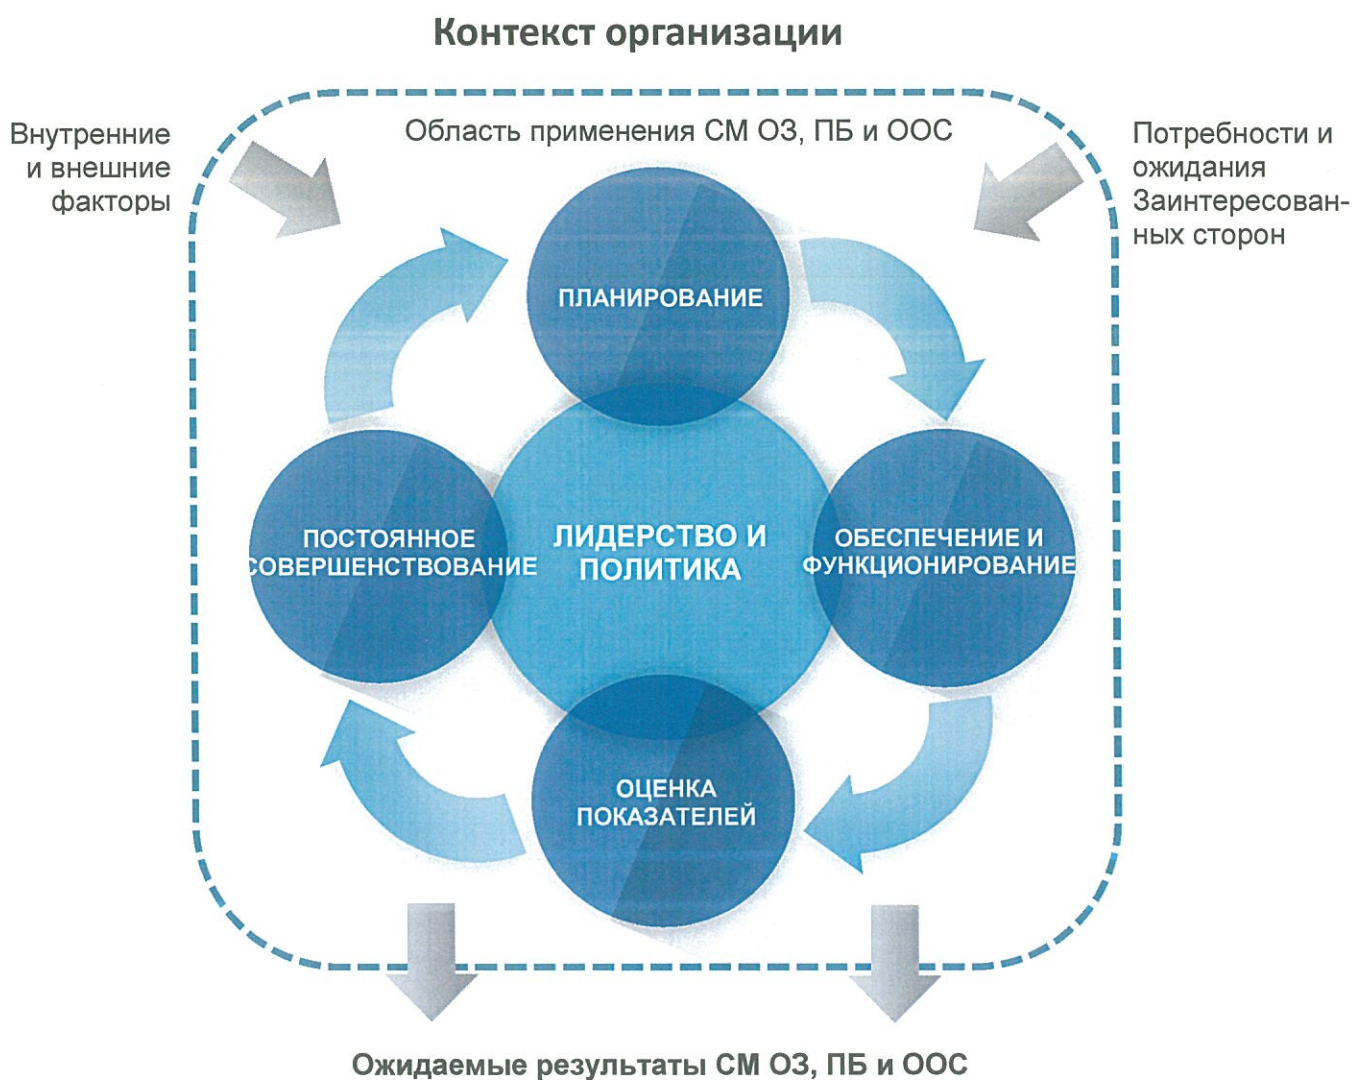 Контекст организации
Область применения СМ ОЗ, ПБ и ООС
Внутренние
и внешние
факторы
Потребности и
ожидания
Заинтересован-
ных сторон
ПЛАНИРОВАНИЕ
ПОСТОЯННОЕ
СОВЕРШЕНСТВОВАНИЕ
ЛИДЕРСТВО И
ПОЛИТИКА
ОБЕСПЕЧЕНИЕ И
ФУНКЦИОНИРОВАНИЕ
ОЦЕНКА
ПОКАЗАТЕЛЕЙ
Ожидаемые результаты СМ ОЗ, ПБ и ООС